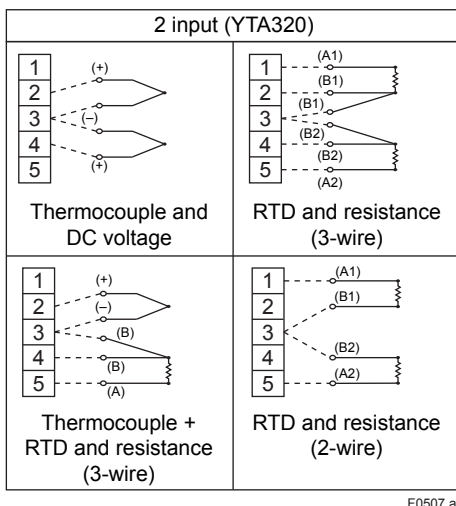 2 input (YTA320)
1
2
3
4
5
(+)
(–)
(+)
Thermocouple and
DC voltage
1
2
3
4
5
(A1)
(B1)
(B1)
(B2)
(B2)
(A2)
RTD and resistance
(3-wire)
1
2
3
4
5
(+)
(–)
(B)
(B)
(A)
Thermocouple +
RTD and resistance
(3-wire)
1
2
3
4
5
(A1)
(B1)
(B2)
(A2)
RTD and resistance
(2-wire)
F0507.ai